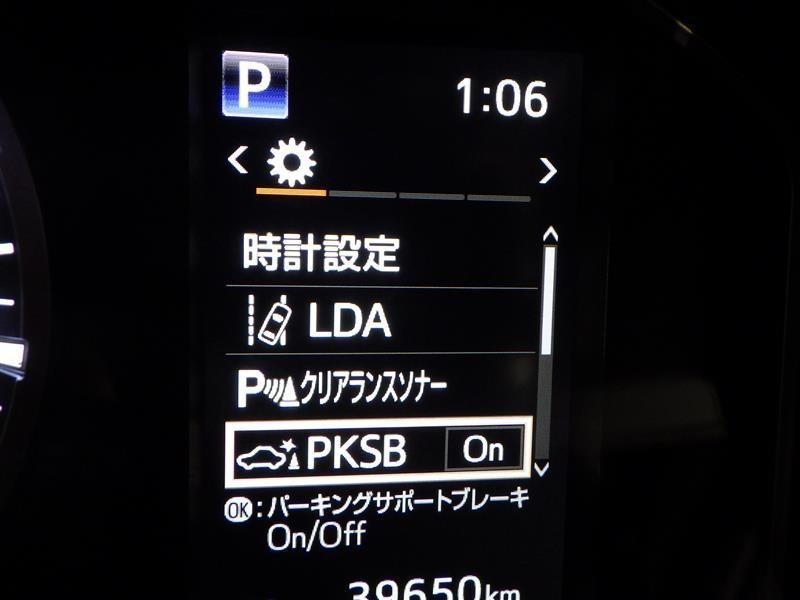 P 1:06
時計設定
LDA
Pクリアランスソナー
PKSB On
OK:パーキングサポートブレーキ
On/Off
39650km